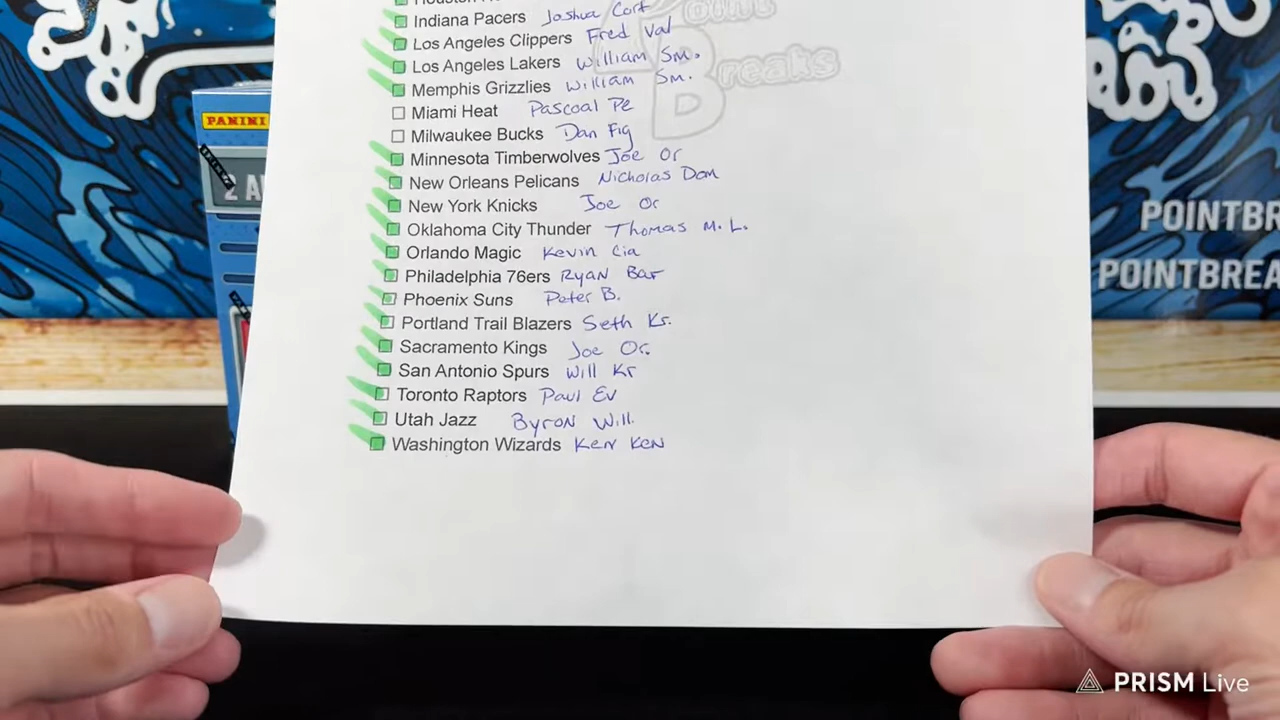 Indiana Pacers Joshua Cort
Los Angeles Clippers Fred Val
Los Angeles Lakers William Sm.
Memphis Grizzlies William Sm.
Miami Heat Pascoal Pe
Milwaukee Bucks Dan Fig
Minnesota Timberwolves Joe Or
New Orleans Pelicans Nicholas Dom
New York Knicks Joe Or
Oklahoma City Thunder Thomas M. L.
Orlando Magic Kevin Cia
Philadelphia 76ers Ryan Bar
Phoenix Suns Peter B.
Portland Trail Blazers Seth Kr.
Sacramento Kings Joe Or.
San Antonio Spurs Will Kr
Toronto Raptors Paul Ev
Utah Jazz Byron Will.
Washington Wizards Ken Ken
Point
Breaks
PANINI
2 A
POINTBR
POINTBREA
PRISM Live